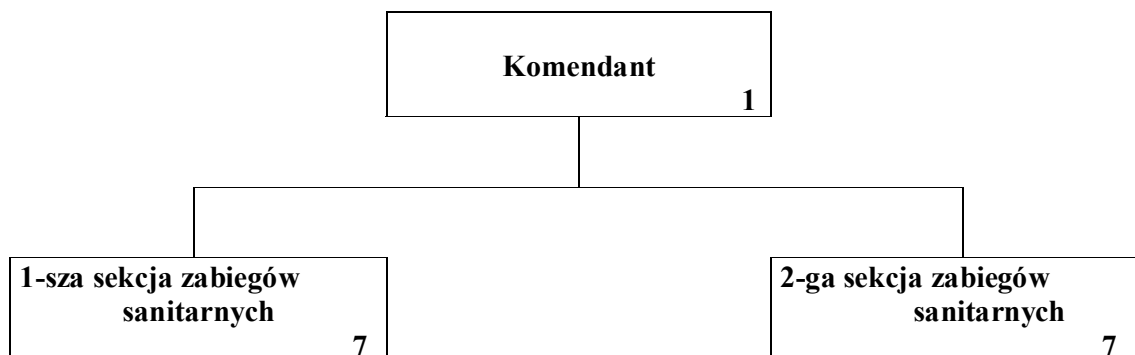 Komendant
1
1-sza sekcja zabiegów
sanitarnych
7
2-ga sekcja zabiegów
sanitarnych
7